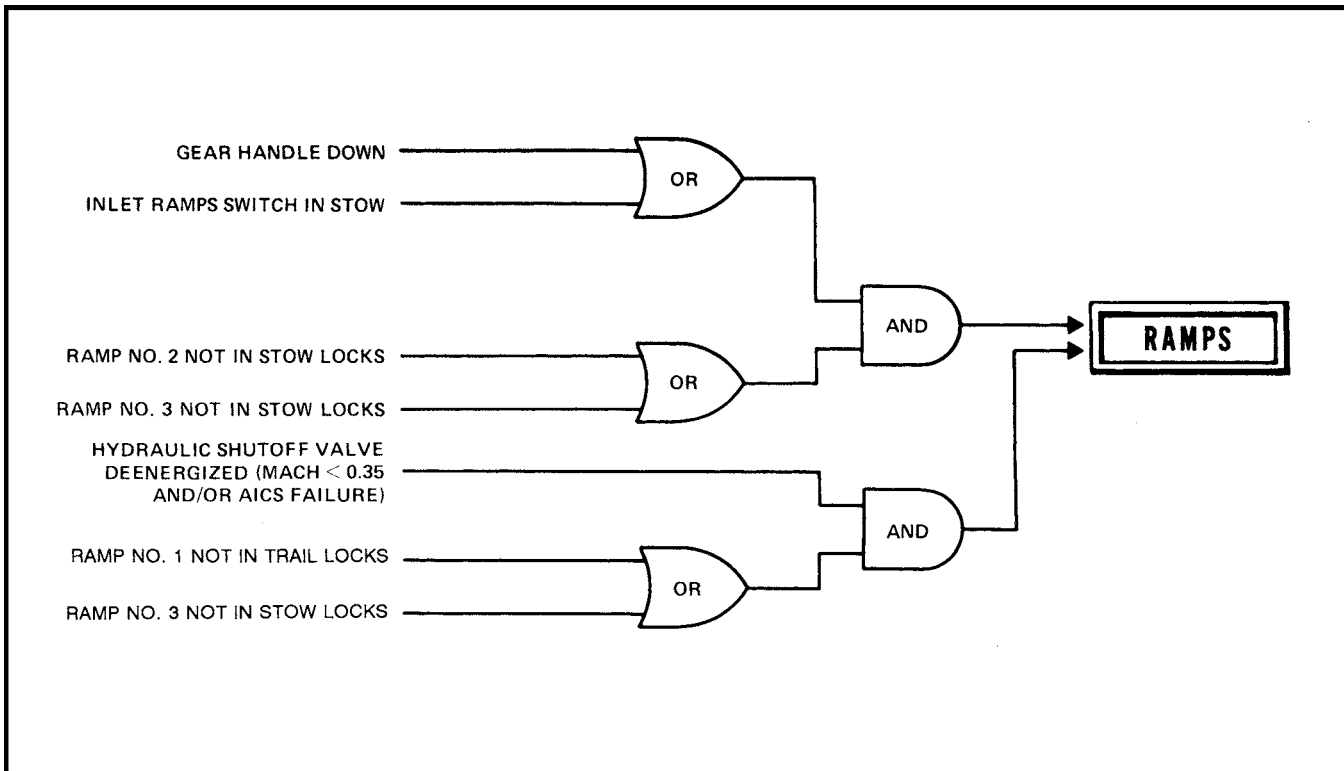 GEAR HANDLE DOWN
INLET RAMPS SWITCH IN STOW
OR
RAMP NO. 2 NOT IN STOW LOCKS
RAMP NO. 3 NOT IN STOW LOCKS
OR
AND
RAMPS
HYDRAULIC SHUTOFF VALVE
DEENERGIZED (MACH < 0.35
AND/OR AICS FAILURE)
RAMP NO. 1 NOT IN TRAIL LOCKS
RAMP NO. 3 NOT IN STOW LOCKS
OR
AND